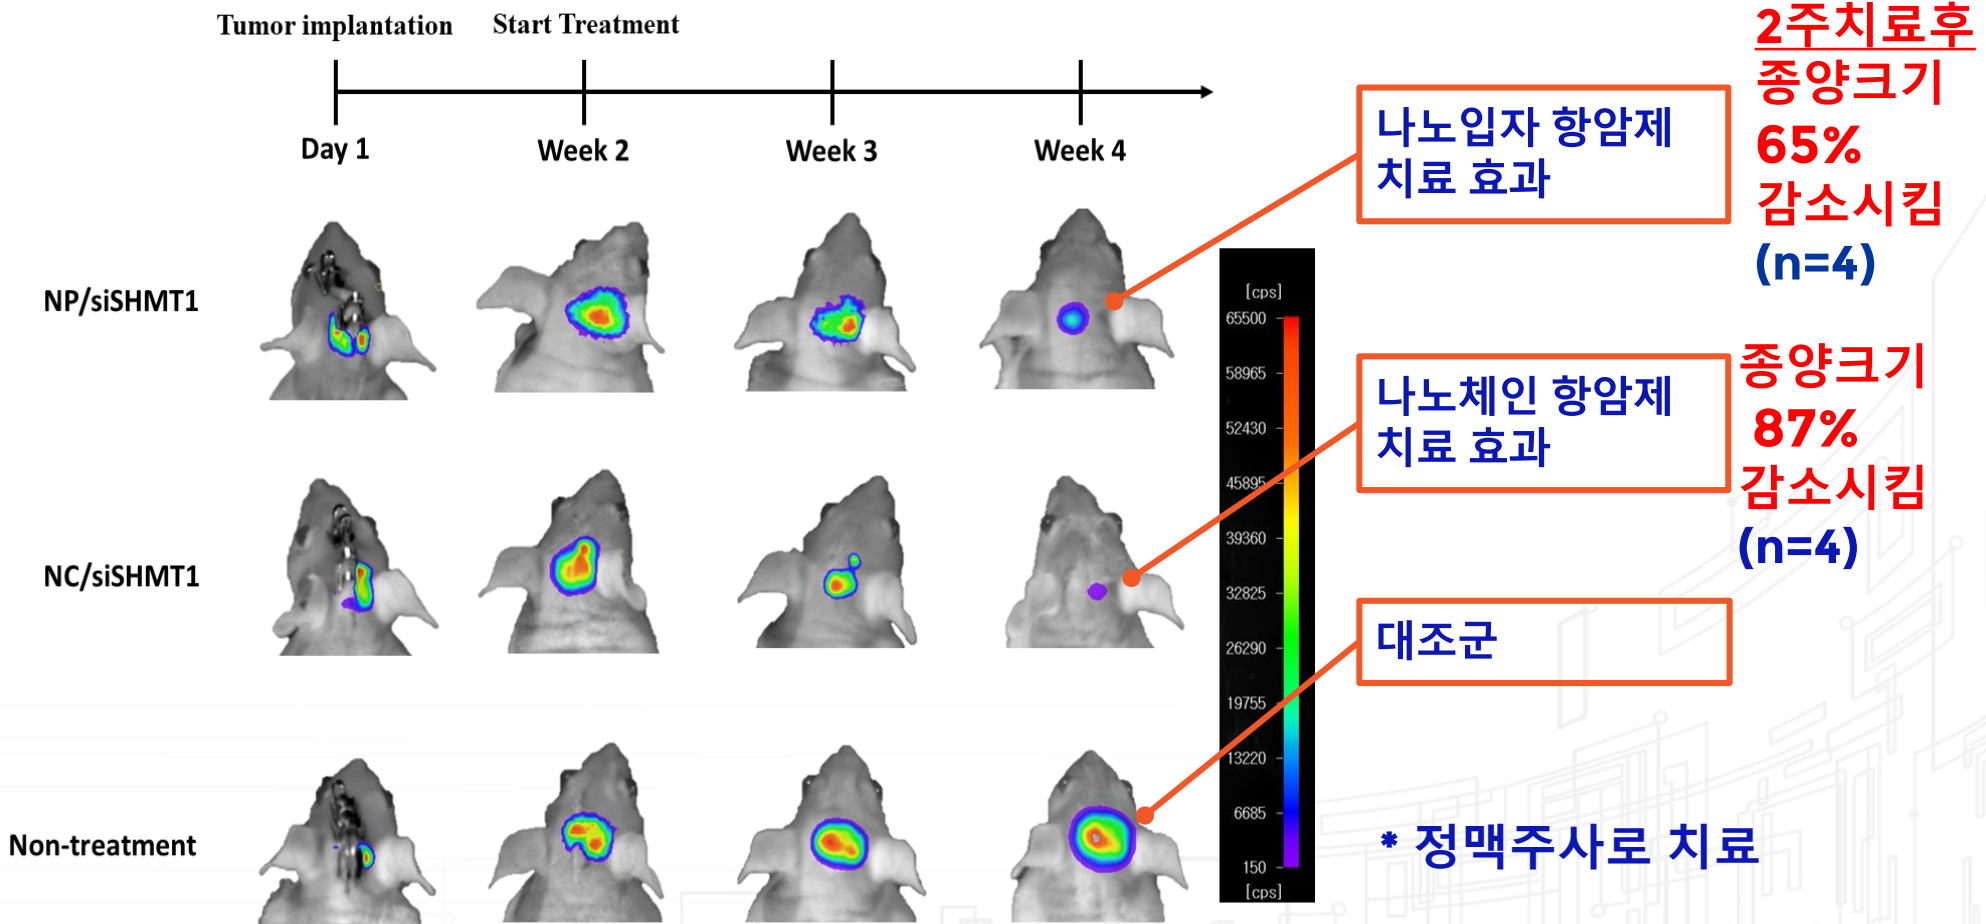 Tumor implantation
Start Treatment
Day 1
Week 2
Week 3
Week 4
NP/siSHMT1
NC/siSHMT1
Non-treatment
[cps]
65500
58965
52430
45895
39360
32825
26290
19755
13220
6685
150
[cps]
나노입자 항암제
치료 효과
나노체인 항암제
치료 효과
대조군
2주치료후
종양크기
65%
감소시킴
(n=4)
종양크기
87%
감소시킴
(n=4)
* 정맥주사로 치료